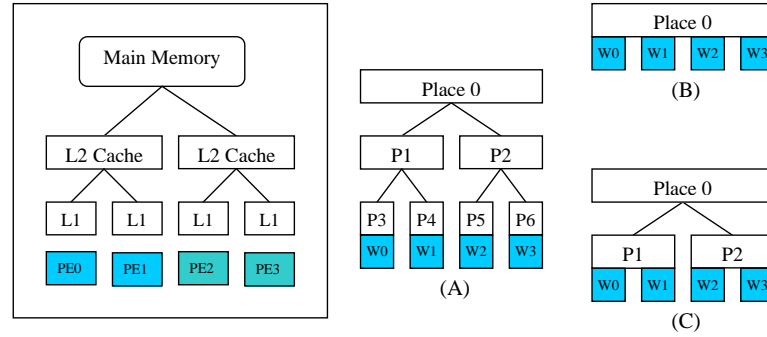 Main Memory
L2 Cache L2 Cache
L1 L1 L1 L1
PE0 PE1 PE2 PE3
Place 0
P1 P2
P3 P4 P5 P6
W0 W1 W2 W3
(A)
Place 0
W0 W1 W2 W3
(B)
Place 0
P1 P2
W0 W1 W2 W3
(C)